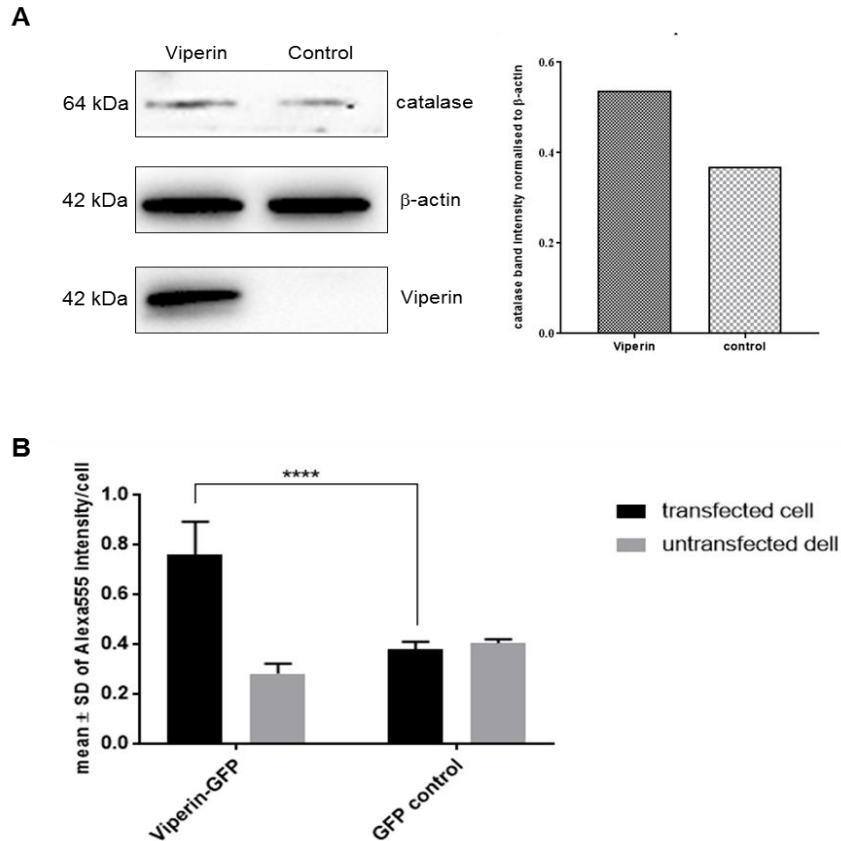 A
Viperin Control
64 kDa catalase
42 kDa β-actin
42 kDa Viperin
catalase band intensity normalised to β-actin
0.6
0.4
0.2
0.0
Viperin control
B
mean ± SD of Alexa555 intensity/cell
1.0
0.8
0.6
0.4
0.2
0.0
****
Viperin-GFP
GFP control
transfected cell
untransfected dell